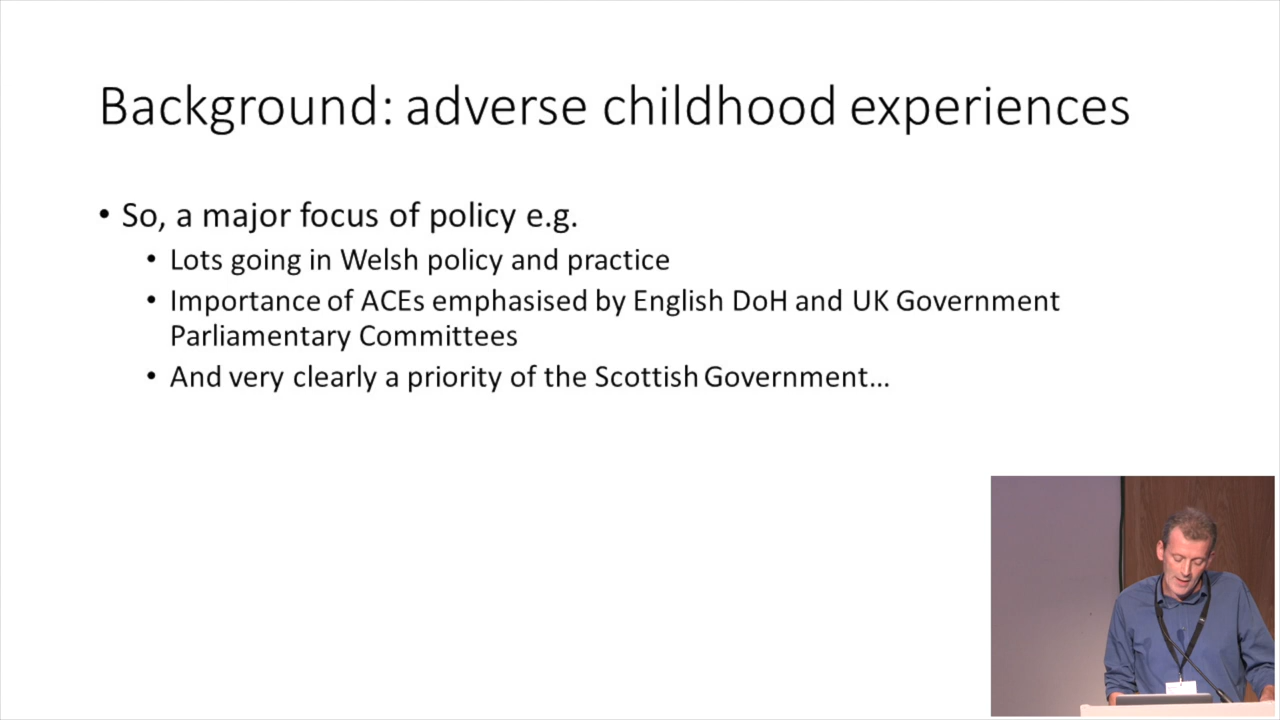 Background: adverse childhood experiences
• So, a major focus of policy e.g.
• Lots going in Welsh policy and practice
• Importance of ACEs emphasised by English DoH and UK Government
Parliamentary Committees
• And very clearly a priority of the Scottish Government…